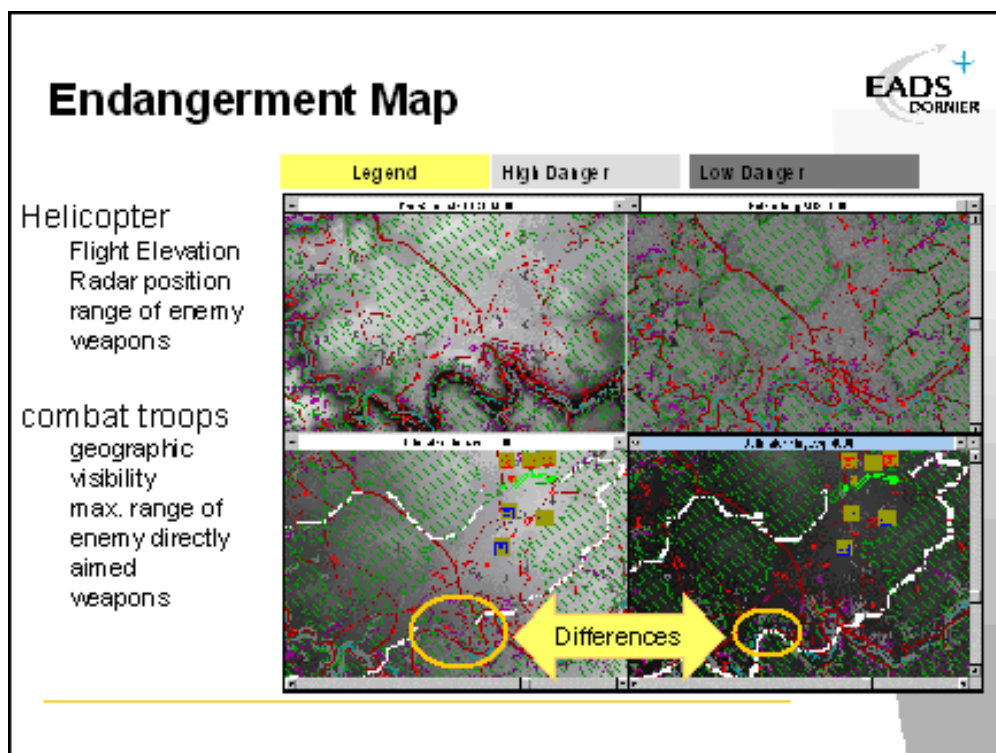 Endangerment Map
EADS
DORNIER
Legend
High Danger
Low Danger
Helicopter
Flight Elevation
Radar position
range of enemy
weapons
combat troops
geographic
visibility
max. range of
enemy directly
aimed
weapons
Differences